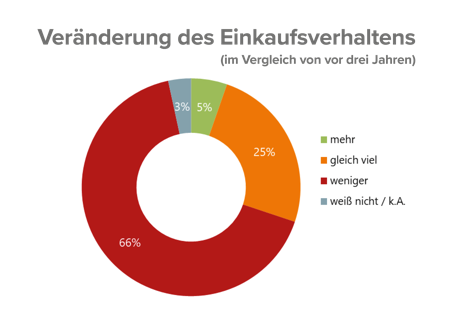 Veränderung des Einkaufsverhaltens
(im Vergleich von vor drei Jahren)
3%
5%
25%
66%
mehr
gleich viel
weniger
weiß nicht / k.A.